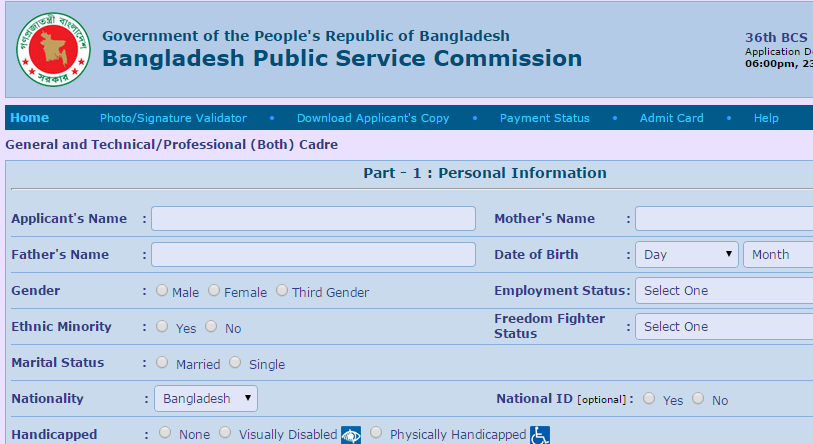 গণপ্রজাতন্ত্রী বাংলাদেশ
সরকার
Government of the People's Republic of Bangladesh
Bangladesh Public Service Commission
36th BCS
Application
06:00pm,
Home Photo/Signature Validator • Download Applicant's Copy • Payment Status • Admit Card • Help
General and Technical/Professional (Both) Cadre
Part - 1 : Personal Information
Applicant's Name : Mother's Name :
Father's Name : Date of Birth : Day Month
Gender : Male Female Third Gender Employment Status: Select One
Ethnic Minority : Yes No Freedom Fighter
Status : Select One
Marital Status : Married Single
Nationality : Bangladesh National ID [optional] : Yes No
Handicapped : None Visually Disabled Physically Handicapped